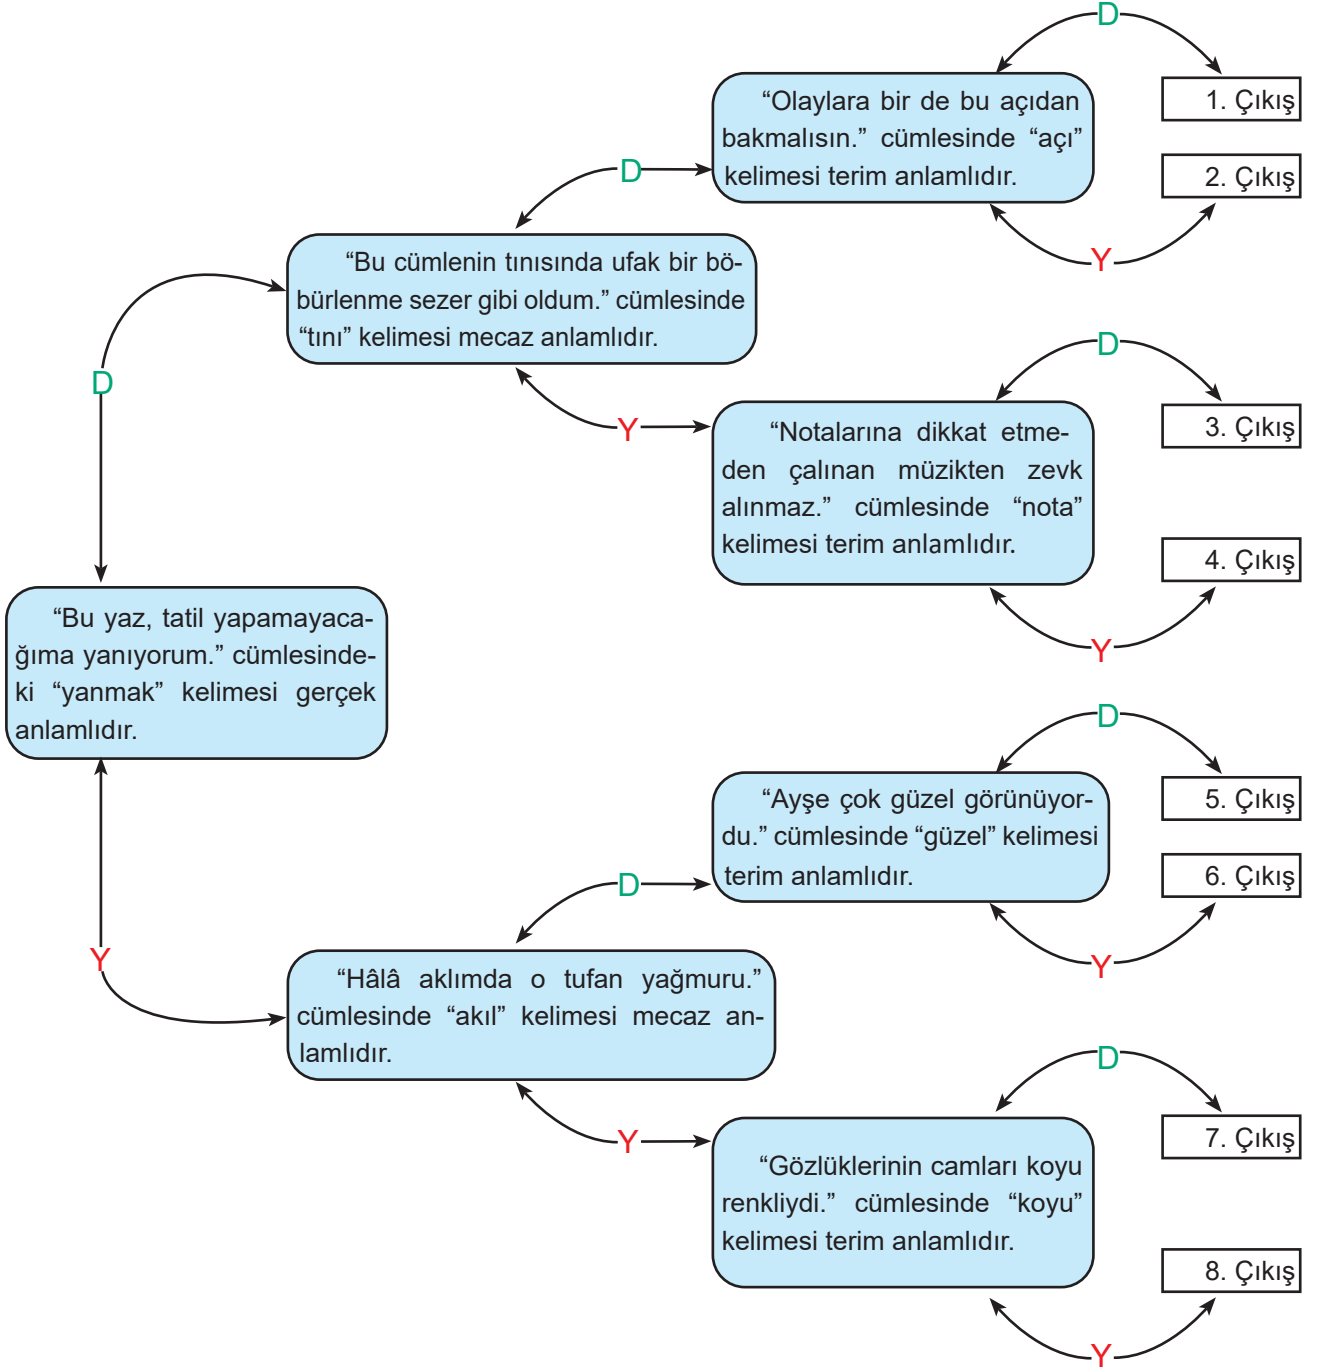 D
“Olaylara bir de bu açıdan
bakmalısın.” cümlesinde “açı”
kelimesi terim anlamlıdır.
1. Çıkış
2. Çıkış
Y
D
“Bu cümlenin tınısında ufak bir bö-
bürlenme sezer gibi oldum.” cümlesinde
“tını” kelimesi mecaz anlamlıdır.
D
Y
D
“Notalarına dikkat etme-
den çalınan müzikten zevk
alınmaz.” cümlesinde “nota”
kelimesi terim anlamlıdır.
3. Çıkış
4. Çıkış
Y
“Bu yaz, tatil yapamayaca-
ğıma yanıyorum.” cümlesinde-
ki “yanmak” kelimesi gerçek
anlamlıdır.
D
“Ayşe çok güzel görünüyor-
du.” cümlesinde “güzel” kelimesi
terim anlamlıdır.
5. Çıkış
6. Çıkış
Y
D
Y
“Hâlâ aklımda o tufan yağmuru.”
cümlesinde “akıl” kelimesi mecaz an-
lamlıdır.
Y
D
“Gözlüklerinin camları koyu
renkliydi.” cümlesinde “koyu”
kelimesi terim anlamlıdır.
7. Çıkış
8. Çıkış
Y